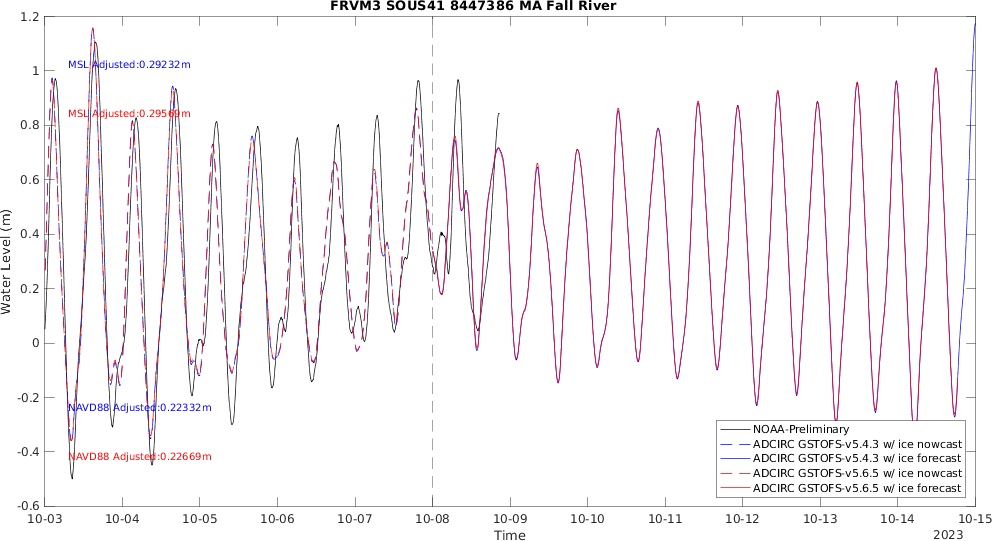 FRVM3 SOUS41 8447386 MA Fall River
1.2
1
0.8
0.6
0.4
0.2
0
-0.2
-0.4
-0.6
Water Level (m)
MSL Adjusted:0.29232m
MSL Adjusted:0.29569m
NAVD88 Adjusted:0.22332m
NAVD88 Adjusted:0.22669m
NOAA-Preliminary
ADCIRC GSTOFS-v5.4.3 w/ ice nowcast
ADCIRC GSTOFS-v5.4.3 w/ ice forecast
ADCIRC GSTOFS-v5.6.5 w/ ice nowcast
ADCIRC GSTOFS-v5.6.5 w/ ice forecast
10-03 10-04 10-05 10-06 10-07 10-08 10-09 10-10 10-11 10-12 10-13 10-14 10-15
Time
2023